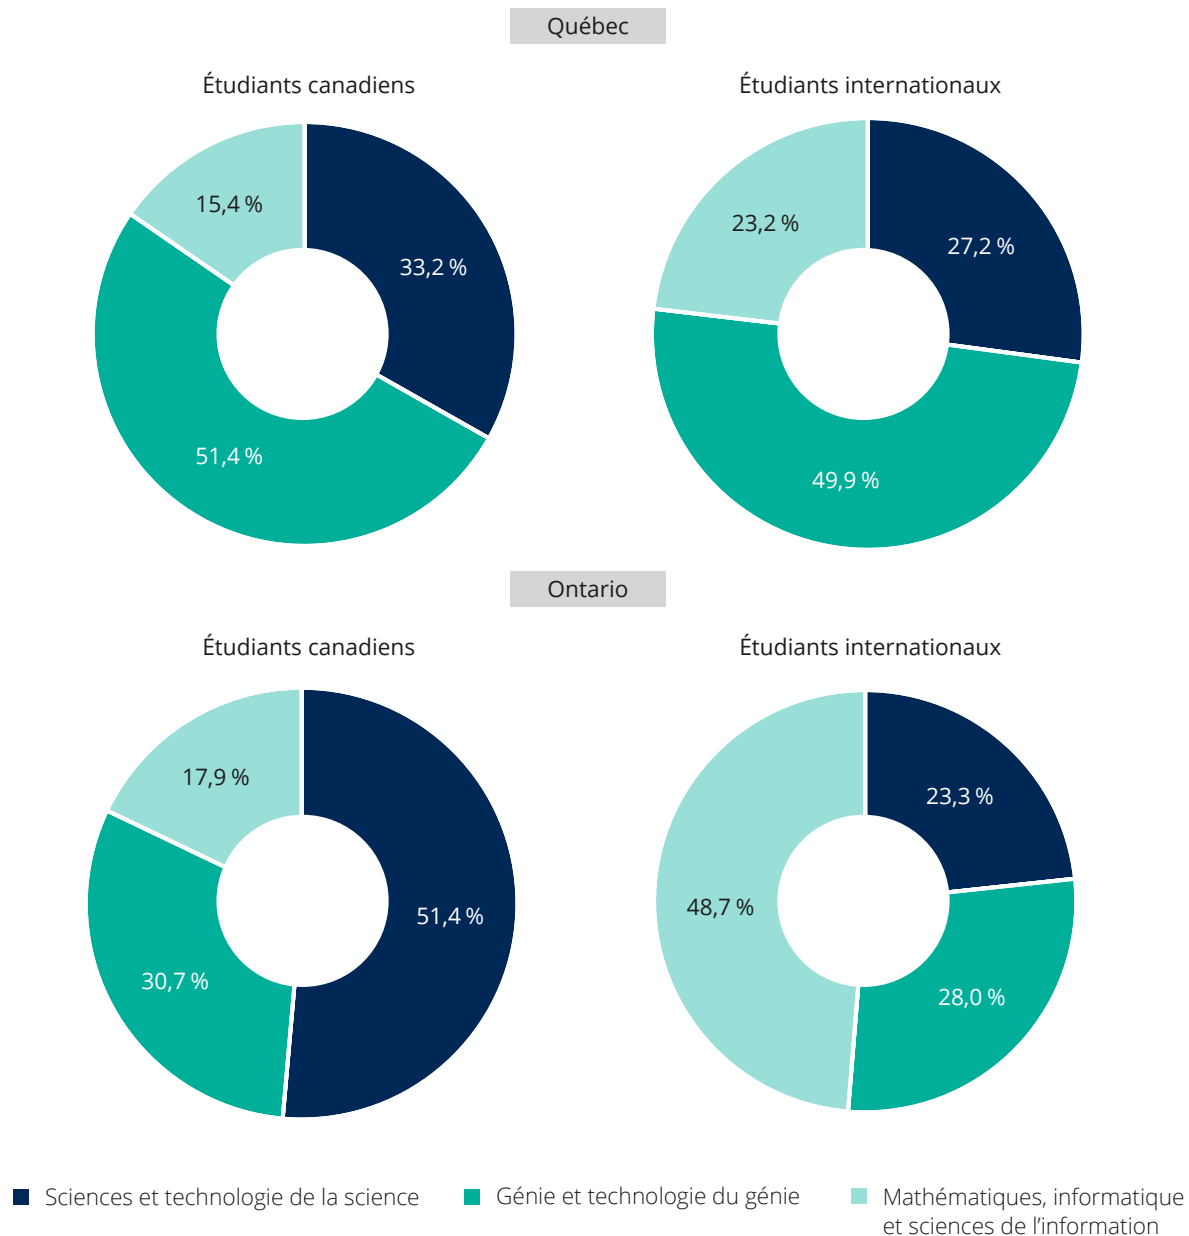 Québec
Étudiants canadiens
Étudiants internationaux
15,4 %
33,2 %
51,4 %
23,2 %
27,2 %
49,9 %
Ontario
Étudiants canadiens
Étudiants internationaux
17,9 %
51,4 %
30,7 %
23,3 %
48,7 %
28,0 %
Sciences et technologie de la science
Génie et technologie du génie
Mathématiques, informatique
et sciences de l’information